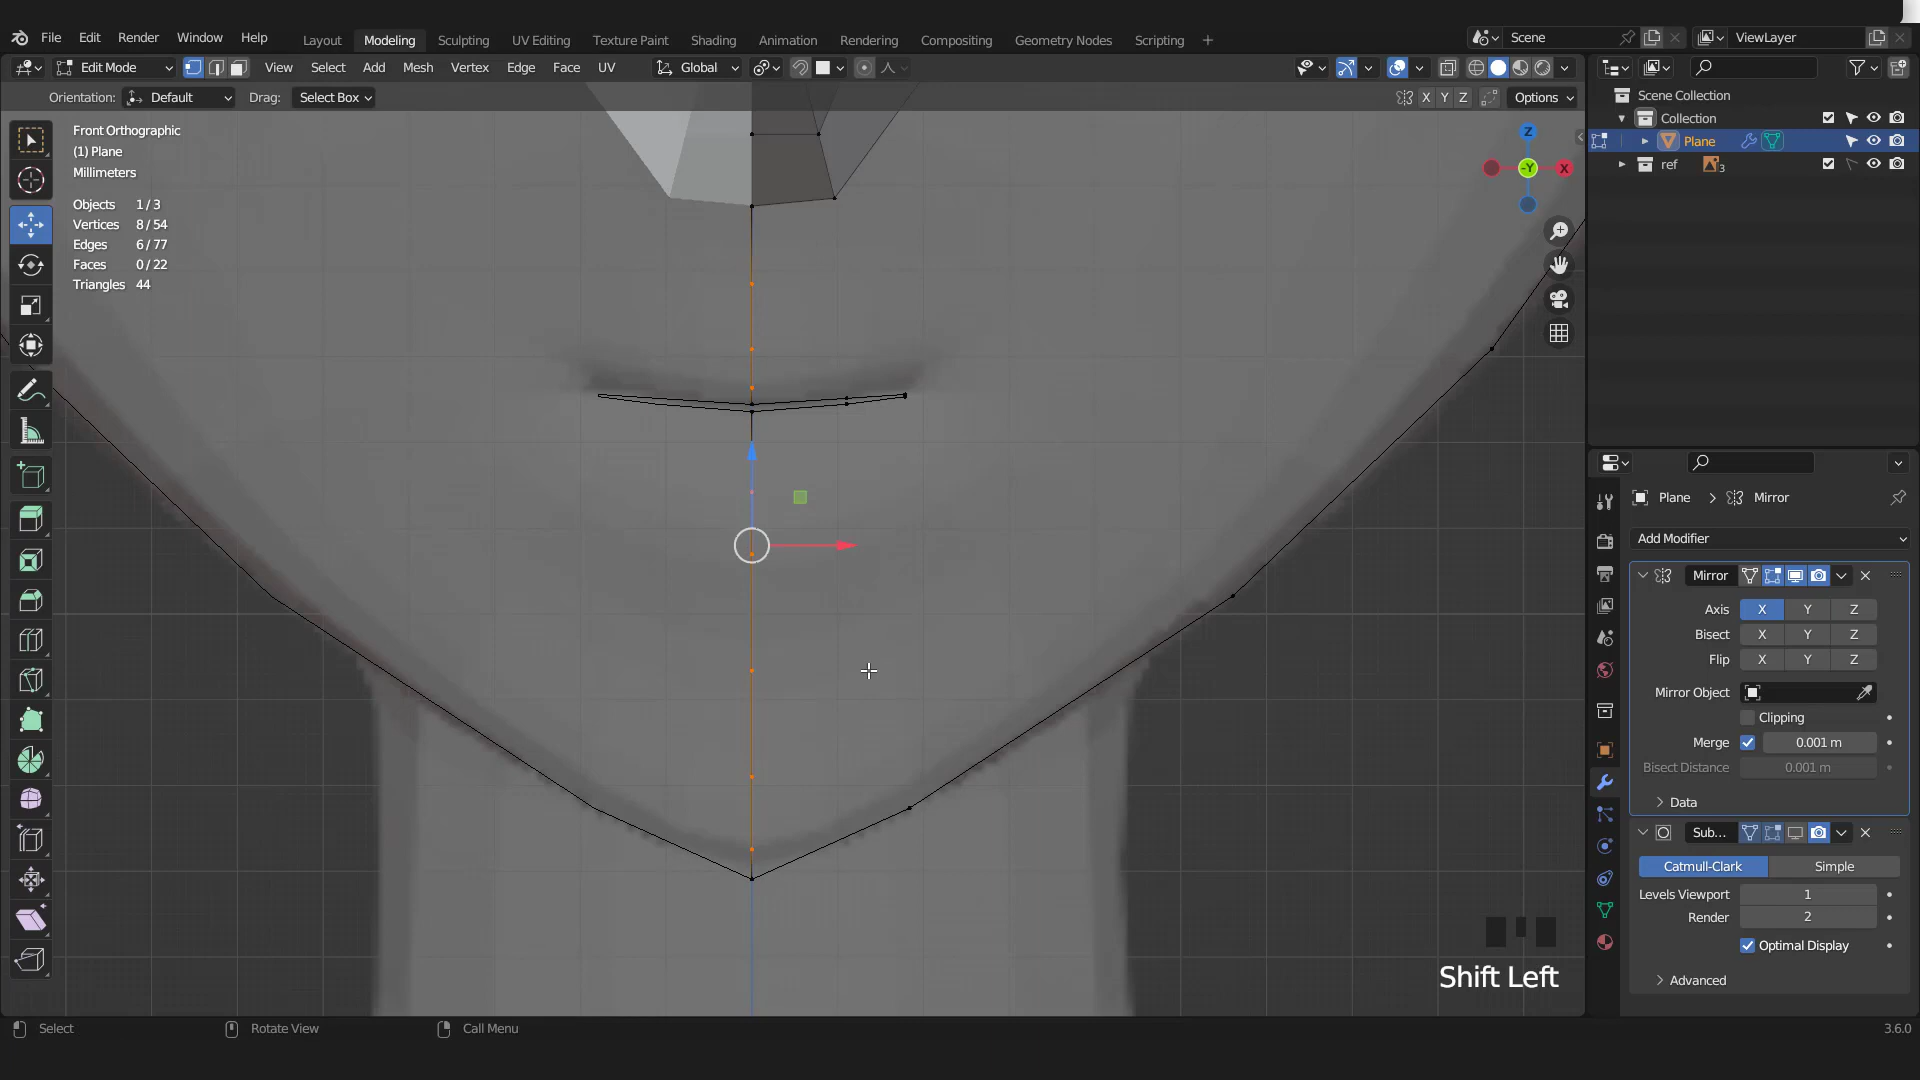 File Edit Render Window Help
Layout Modeling Sculpting UV Editing Texture Paint Shading Animation Rendering Compositing Geometry Nodes Scripting +
Scene ViewLayer
Edit Mode View Select Add Mesh Vertex Edge Face UV Global
Orientation: Default Drag: Select Box X Y Z Options
Front Orthographic
(1) Plane
Millimeters
Objects 1 / 3
Vertices 8 / 54
Edges 6 / 77
Faces 0 / 22
Triangles 44
Z
-Y
X
Scene Collection
Collection
Plane
ref 3
Plane > Mirror
Add Modifier
Mirror
Axis X Y Z
Bisect X Y Z
Flip X Y Z
Mirror Object
Clipping
Merge 0.001 m
Bisect Distance 0.001 m
Data
Sub...
Catmull-Clark Simple
Levels Viewport 1
Render 2
Optimal Display
Advanced
Shift Left
Select Rotate View Call Menu 3.6.0